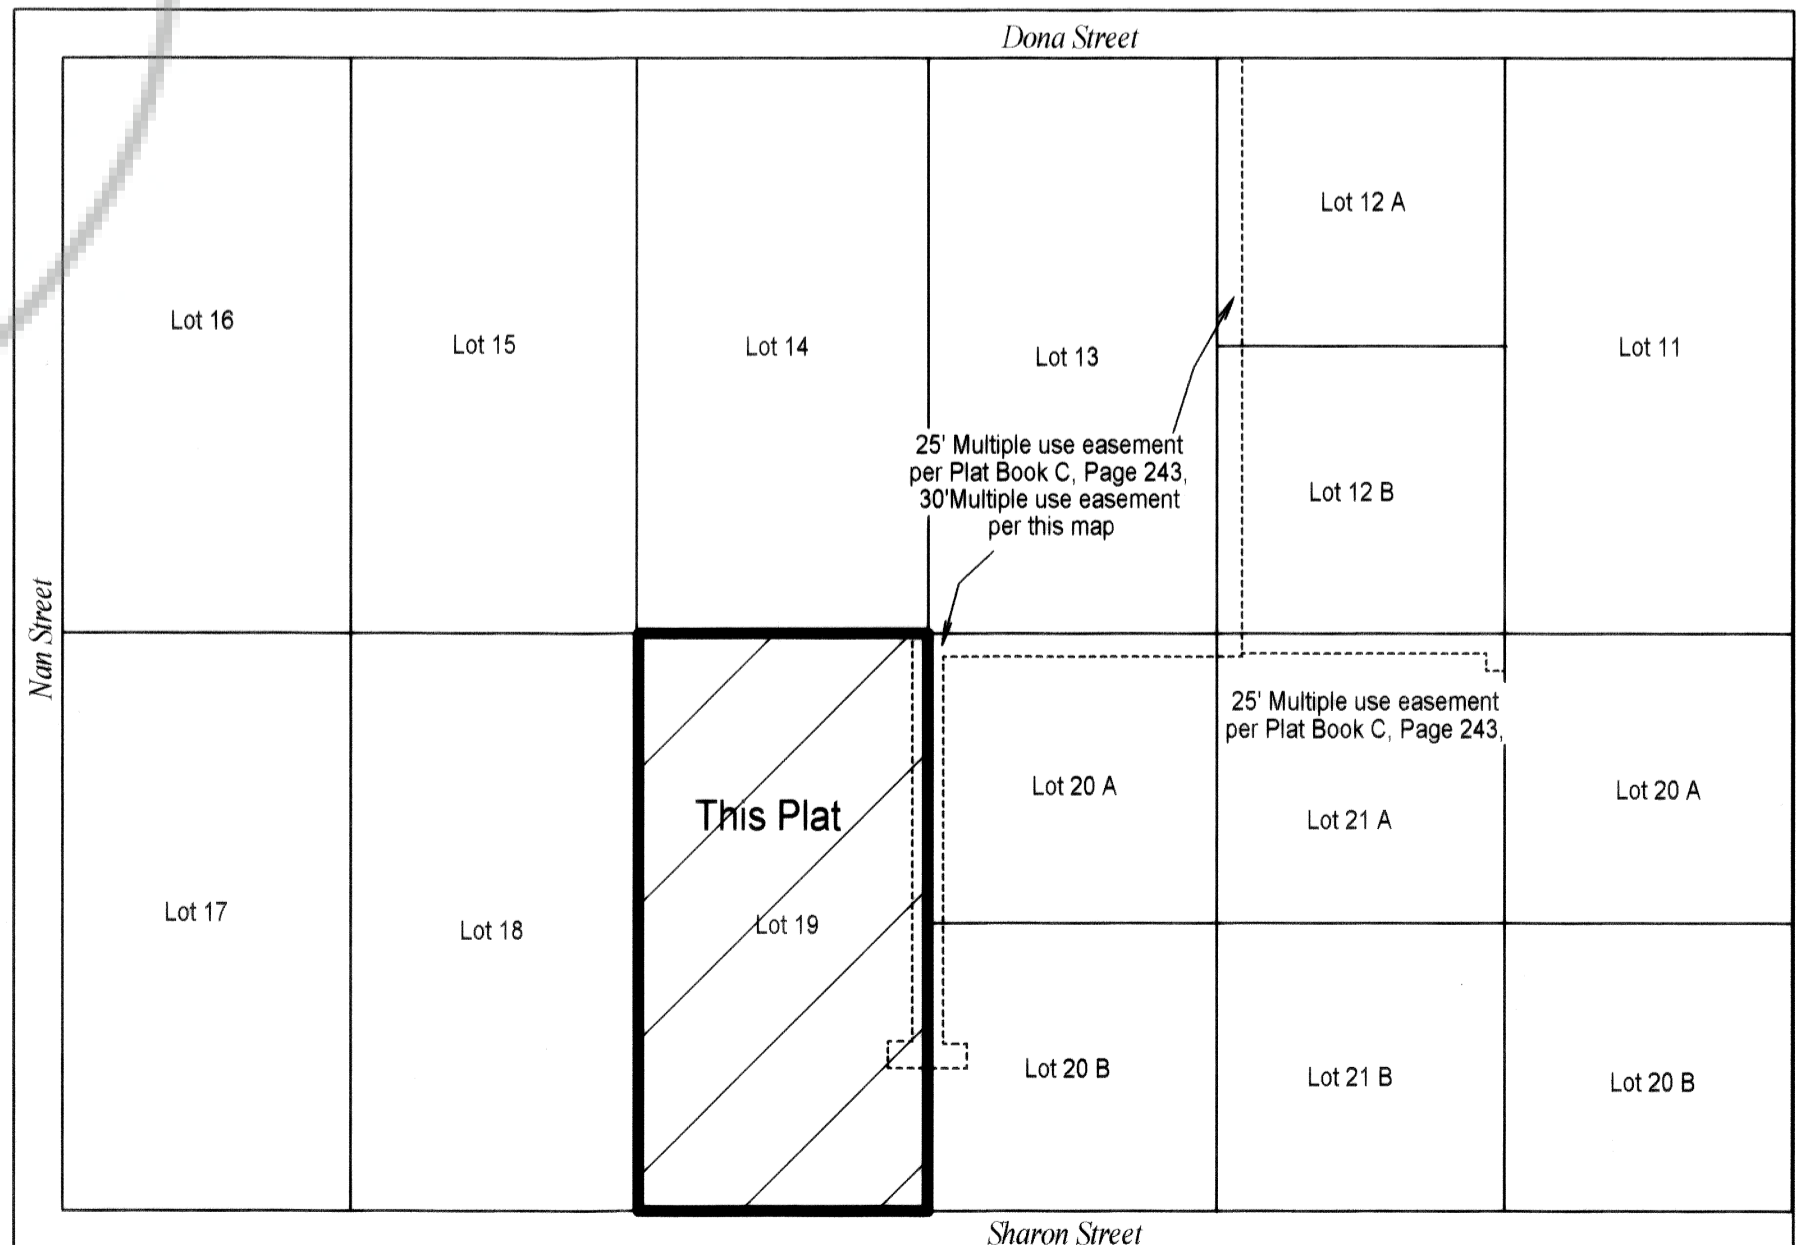 Dona Street
Lot 12 A
Lot 16
Lot 15
Lot 14
Lot 13
Lot 11
25' Multiple use easement
per Plat Book C, Page 243,
30'Multiple use easement
per this map
Lot 12 B
Nan Street
25' Multiple use easement
per Plat Book C, Page 243,
Lot 20 A
Lot 20 A
This Plat
Lot 21 A
Lot 17
Lot 18
Lot 19
Lot 20 B
Lot 21 B
Lot 20 B
Sharon Street